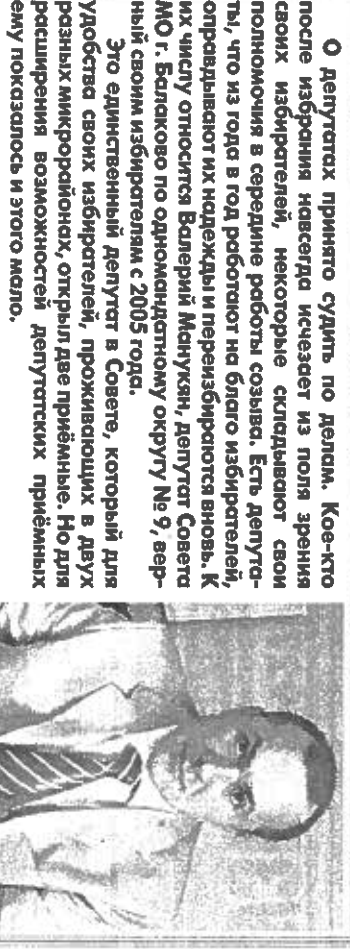 О депутатах принято судить по делам. Кое-кто
после избрания навсегда исчезает из поля зрения
своих избирателей, некоторые складывают свои
полномочия в середине работы созыва. Есть депута-
ты, что из года в год работают на благо избирателей,
оправдывают их надежды и переизбираются вновь. К
их числу относится Валерий Манукян, депутат Совета
МО г. Балаково по одномандатному округу № 9, вер-
ный своим избирателям с 2005 года.
Это единственный депутат в Совете, который для
удобства своих избирателей, проживающих в двух
разных микрорайонах, открыл две приёмные. Но для
расширения возможностей депутатских приёмных
ему показалось и этого мало.